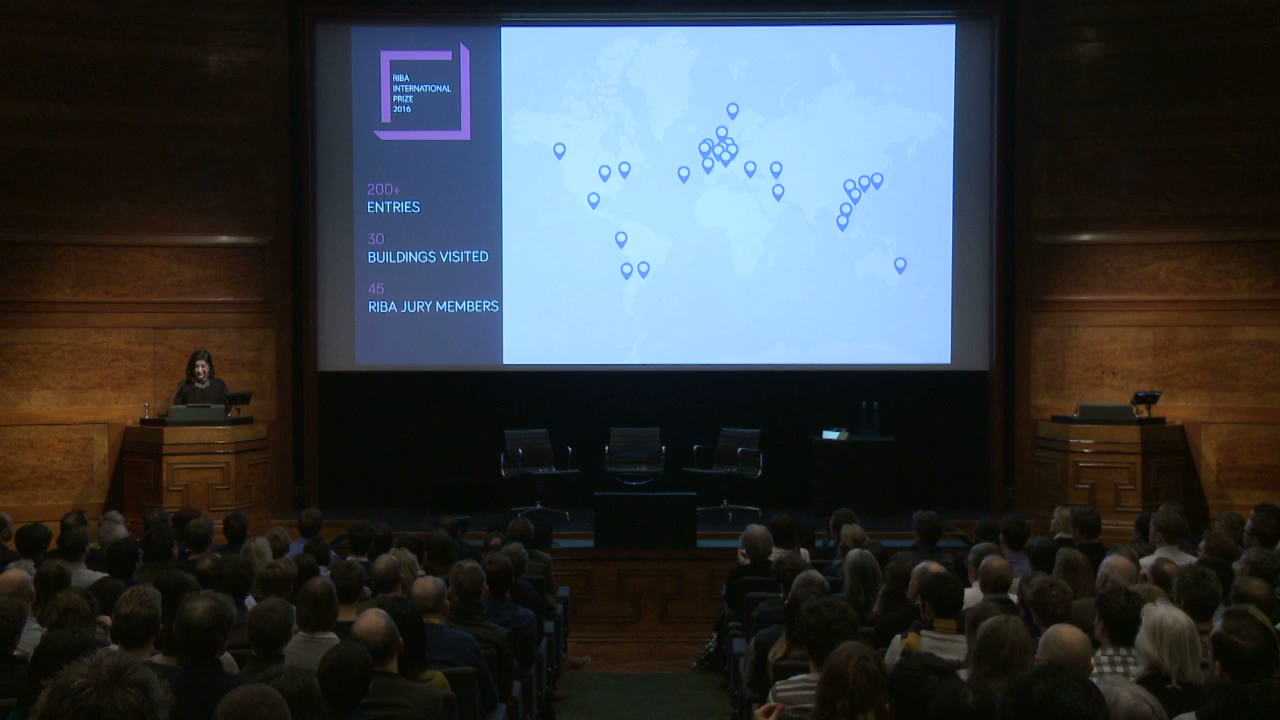 RIBA
INTERNATIONAL
PRIZE
2016
200+
ENTRIES
30
BUILDINGS VISITED
45
RIBA JURY MEMBERS